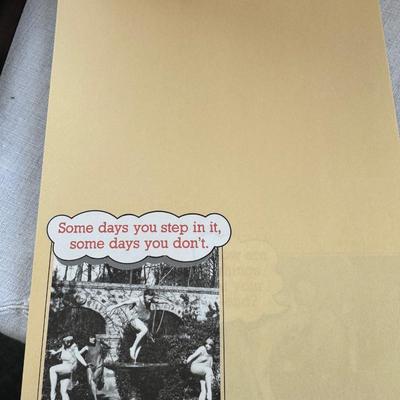 Some days you step in it,
some days you don't.